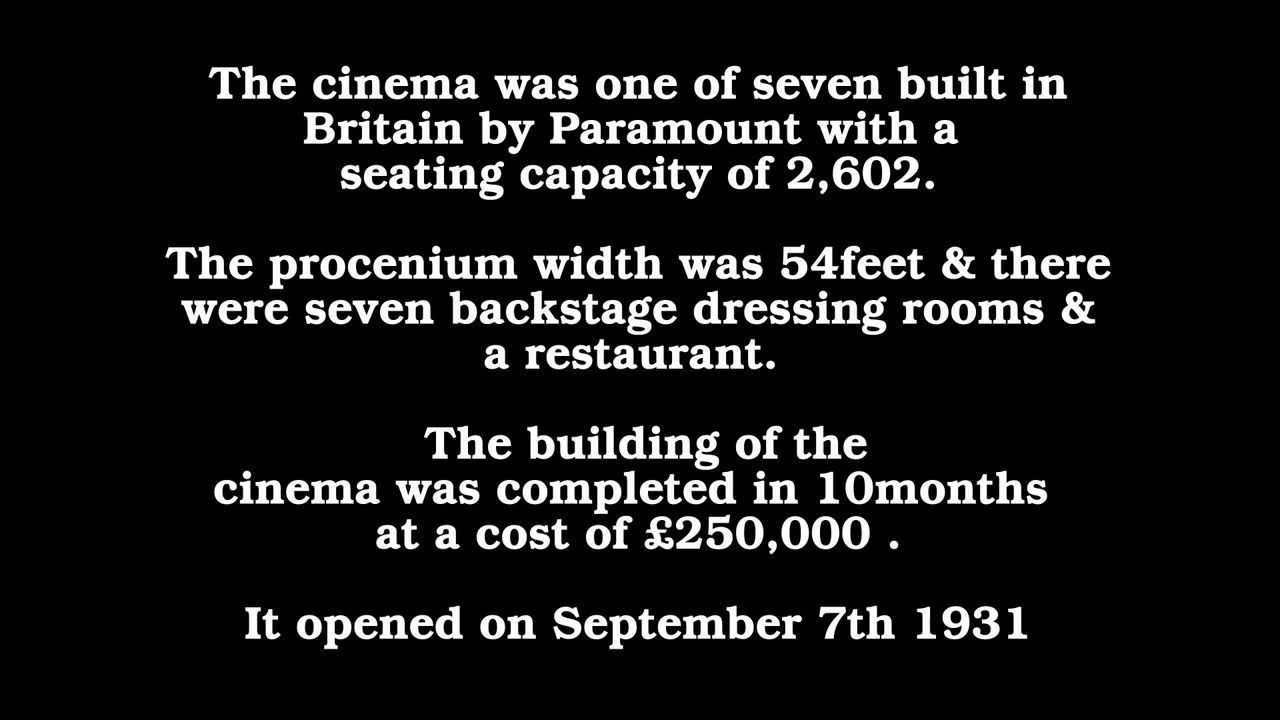 The cinema was one of seven built in
Britain by Paramount with a
seating capacity of 2,602.
The procenium width was 54feet & there
were seven backstage dressing rooms &
a restaurant.
The building of the
cinema was completed in 10months
at a cost of £250,000 .
It opened on September 7th 1931